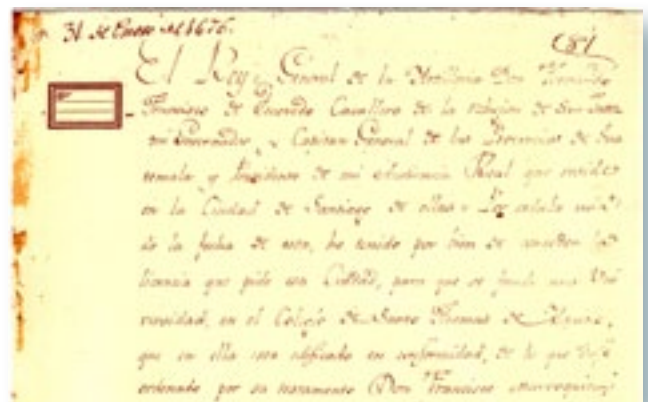 31 de Enero de 1676.
(81
El Rey, General de la Artilleria Don Fernando
Francisco de Escovedo Cavallero de la religion de San Juan
mi Governador, y Capitan General de las Provincias de Gua
temala y Presidente de mi Audiencia Real que reside
en la Ciudad de Santiago de ellas = Por cedula mia
de la fecha de esta, he tenido por bien de conceder la
licencia que pide esa Ciudad, para que se funde una Uni
versidad, en el Colegio de Santo Thomas de Aquino,
que en ella esta edificado en conformidad, de lo que dejó
ordenado por su testamento Don Francisco Marroquin